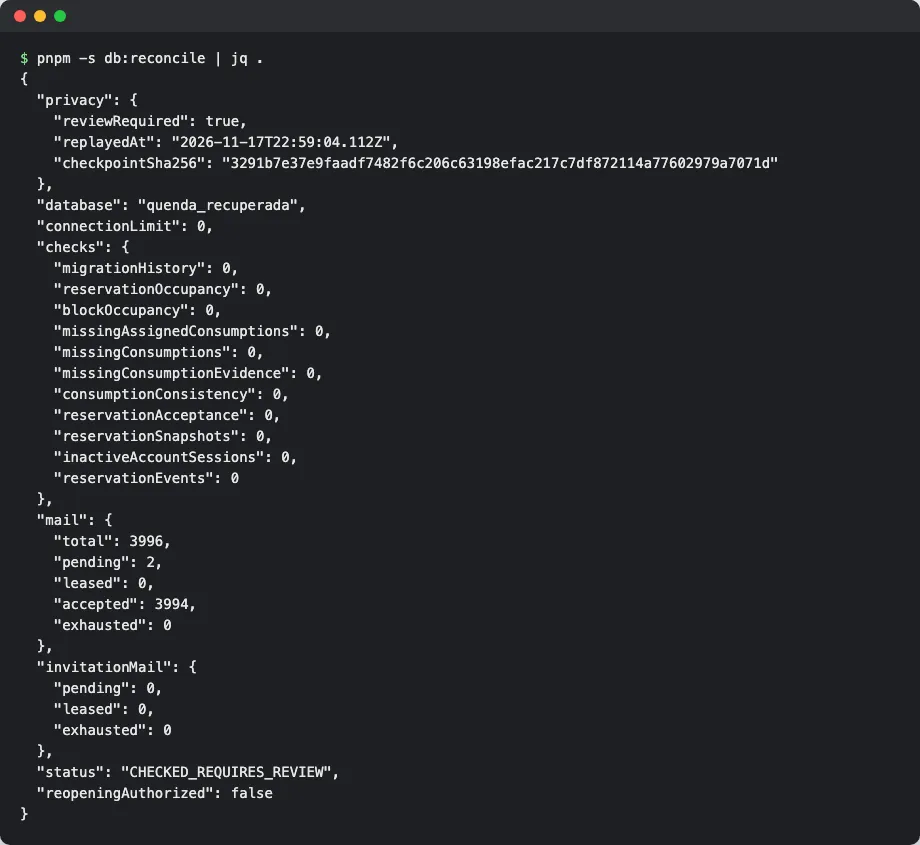 $ pnpm -s db:reconcile | jq .
{
  "privacy": {
    "reviewRequired": true,
    "replayedAt": "2026-11-17T22:59:04.112Z",
    "checkpointSha256": "3291b7e37e9faadf7482f6c206c63198efac217c7df872114a77602979a7071d"
  },
  "database": "quenda_recuperada",
  "connectionLimit": 0,
  "checks": {
    "migrationHistory": 0,
    "reservationOccupancy": 0,
    "blockOccupancy": 0,
    "missingAssignedConsumptions": 0,
    "missingConsumptions": 0,
    "missingConsumptionEvidence": 0,
    "consumptionConsistency": 0,
    "reservationAcceptance": 0,
    "reservationSnapshots": 0,
    "inactiveAccountSessions": 0,
    "reservationEvents": 0
  },
  "mail": {
    "total": 3996,
    "pending": 2,
    "leased": 0,
    "accepted": 3994,
    "exhausted": 0
  },
  "invitationMail": {
    "pending": 0,
    "leased": 0,
    "exhausted": 0
  },
  "status": "CHECKED_REQUIRES_REVIEW",
  "reopeningAuthorized": false
}